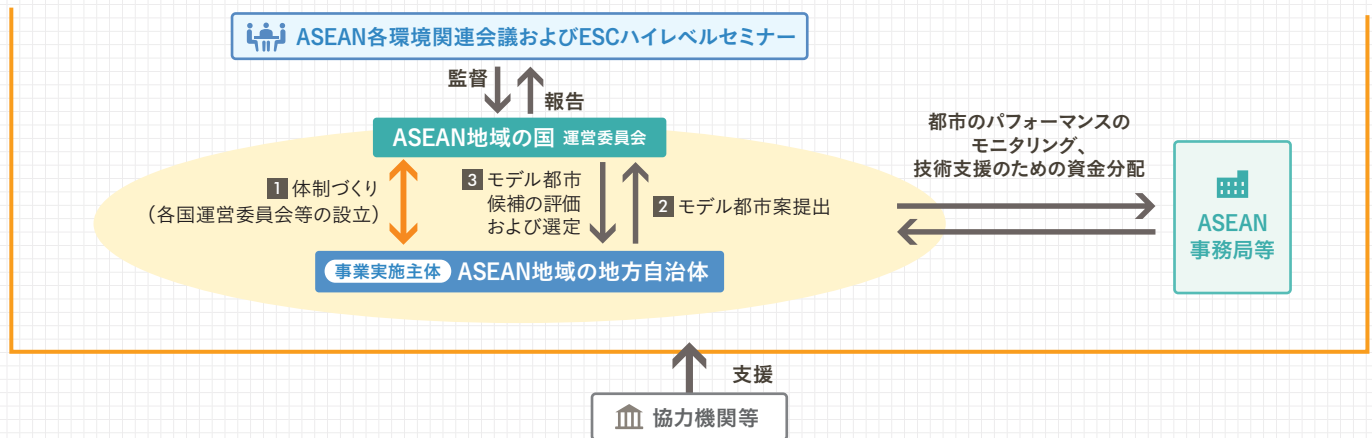 ASEAN各環境関連会議およびESCハイレベルセミナー
監督
報告
ASEAN地域の国 運営委員会
1 体制づくり
（各国運営委員会等の設立）
3 モデル都市
候補の評価
および選定
2 モデル都市案提出
事業実施主体 ASEAN地域の地方自治体
都市のパフォーマンスの
モニタリング、
技術支援のための資金分配
ASEAN
事務局等
支援
協力機関等